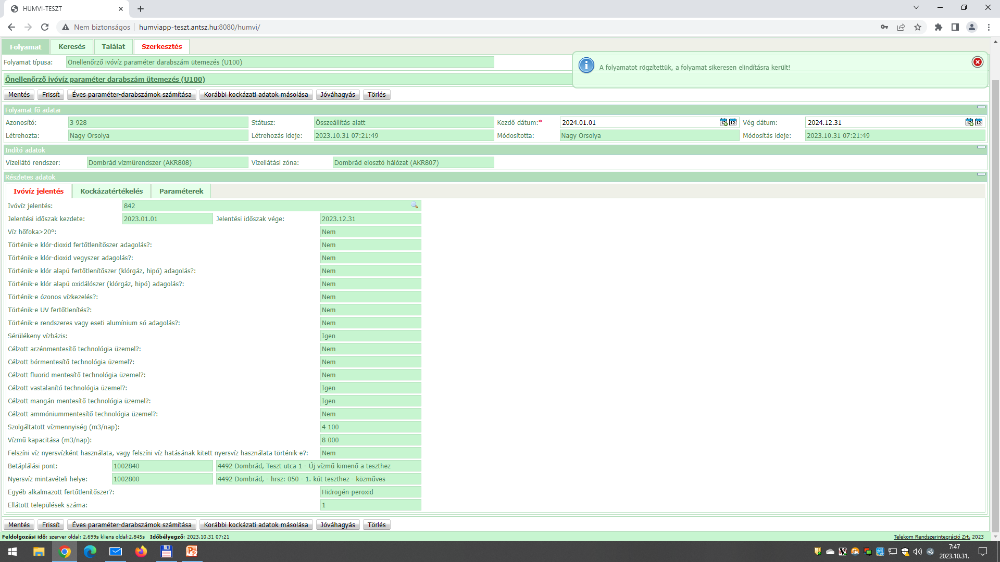 HUMVI-TESZT
Nem biztonságos humviapp-teszt.antsz.hu:8080/humvi/
Folyamat Keresés Találat Szerkesztés
Folyamat típusa: Önellenőrző ivóvíz paraméter darabszám ütemezés (U100)
A folyamatot rögzítettük, a folyamat sikeresen elindításra került!
Önellenőrző ivóvíz paraméter darabszám ütemezés (U100)
Mentés Frissít Éves paraméter-darabszámok számítása Korábbi kockázati adatok másolása Jóváhagyás Törlés
Folyamat fő adatai
Azonosító: 3 928 Státusz: Összeállítás alatt Kezdő dátum:* 2024.01.01 Vég dátum: 2024.12.31
Létrehozta: Nagy Orsolya Létrehozás ideje: 2023.10.31 07:21:49 Módosította: Nagy Orsolya Módosítás ideje: 2023.10.31 07:21:49
Indító adatok
Vízellátó rendszer: Dombrád vízműrendszer (AKR808) Vízellátási zóna: Dombrád elosztó hálózat (AKR807)
Részletes adatok
Ivóvíz jelentés Kockázatértékelés Paraméterek
Ivóvíz jelentés: 842
Jelentési időszak kezdete: 2023.01.01 Jelentési időszak vége: 2023.12.31
Víz hőfoka>20º: Nem
Történik-e klór-dioxid fertőtlenítőszer adagolás?: Nem
Történik-e klór-dioxid vegyszer adagolás?: Nem
Történik-e klór alapú fertőtlenítőszer (klórgáz, hipó) adagolás?: Nem
Történik-e klór alapú oxidálószer (klórgáz, hipó) adagolás?: Nem
Történik-e ózonos vízkezelés?: Nem
Történik-e UV fertőtlenítés?: Nem
Történik-e rendszeres vagy eseti alumínium só adagolás?: Nem
Sérülékeny vízbázis: Igen
Célzott arzénmentesítő technológia üzemel?: Nem
Célzott bórmentesítő technológia üzemel?: Nem
Célzott fluorid mentesítő technológia üzemel?: Nem
Célzott vastalanító technológia üzemel?: Igen
Célzott mangán mentesítő technológia üzemel?: Igen
Célzott ammóniummentesítő technológia üzemel?: Nem
Szolgáltatott vízmennyiség (m3/nap): 4 100
Vízmű kapacitása (m3/nap): 8 000
Felszíni víz nyersvízként használata, vagy felszíni víz hatásának kitett nyersvíz használata történik-e?: Nem
Betáplálási pont: 1002840 4492 Dombrád, Teszt utca 1 - Új vízmű kimenő a teszthez
Nyersvíz mintavételi helye: 1002800 4492 Dombrád, - hrsz: 050 - 1. kút teszthez - közműves
Egyéb alkalmazott fertőtlenítőszer?: Hidrogén-peroxid
Ellátott települések száma: 1
Mentés Frissít Éves paraméter-darabszámok számítása Korábbi kockázati adatok másolása Jóváhagyás Törlés
Feldolgozási idő: szerver oldal: 2,699s kliens oldal:2,845s Időbélyegző: 2023.10.31 07:21 Telekom Rendszerintegráció Zrt. 2023
7:47
2023.10.31.